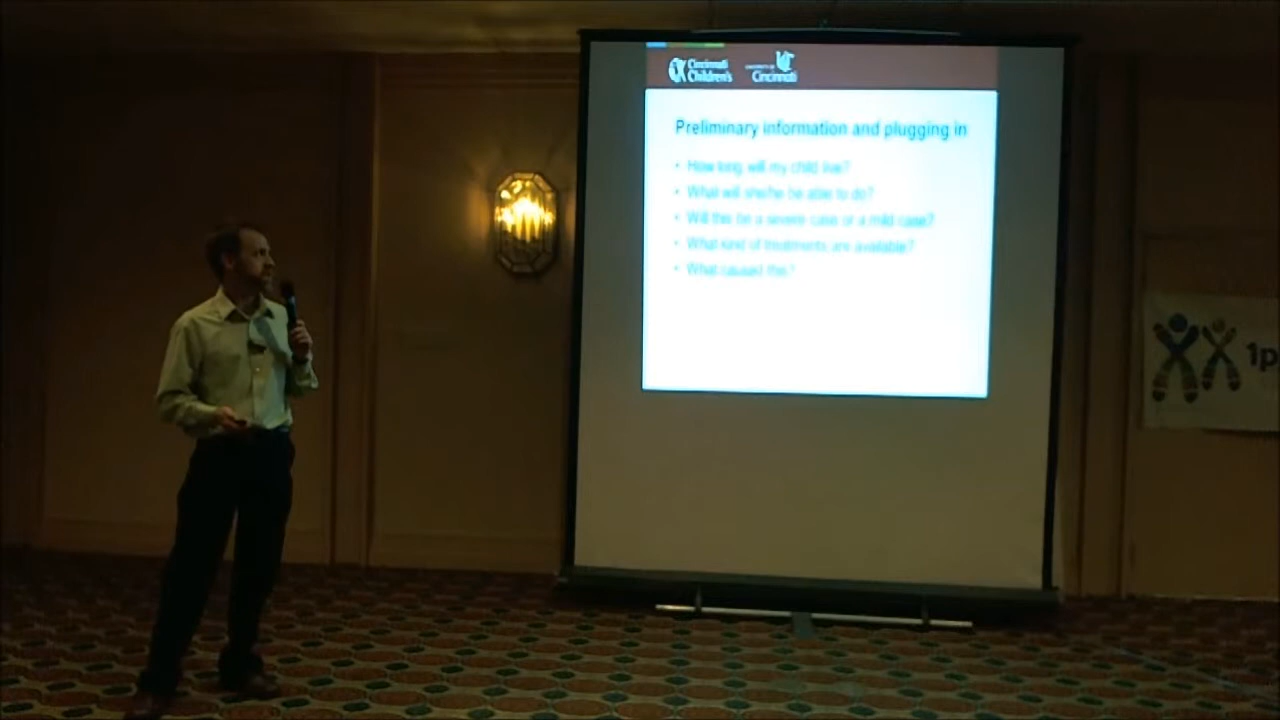 Cincinnati
Children's
UNIVERSITY OF
Cincinnati
Preliminary information and plugging in
• How long will my child live?
• What will she/he be able to do?
• Will this be a severe case or a mild case?
• What kind of treatments are available?
• What caused this?
1p